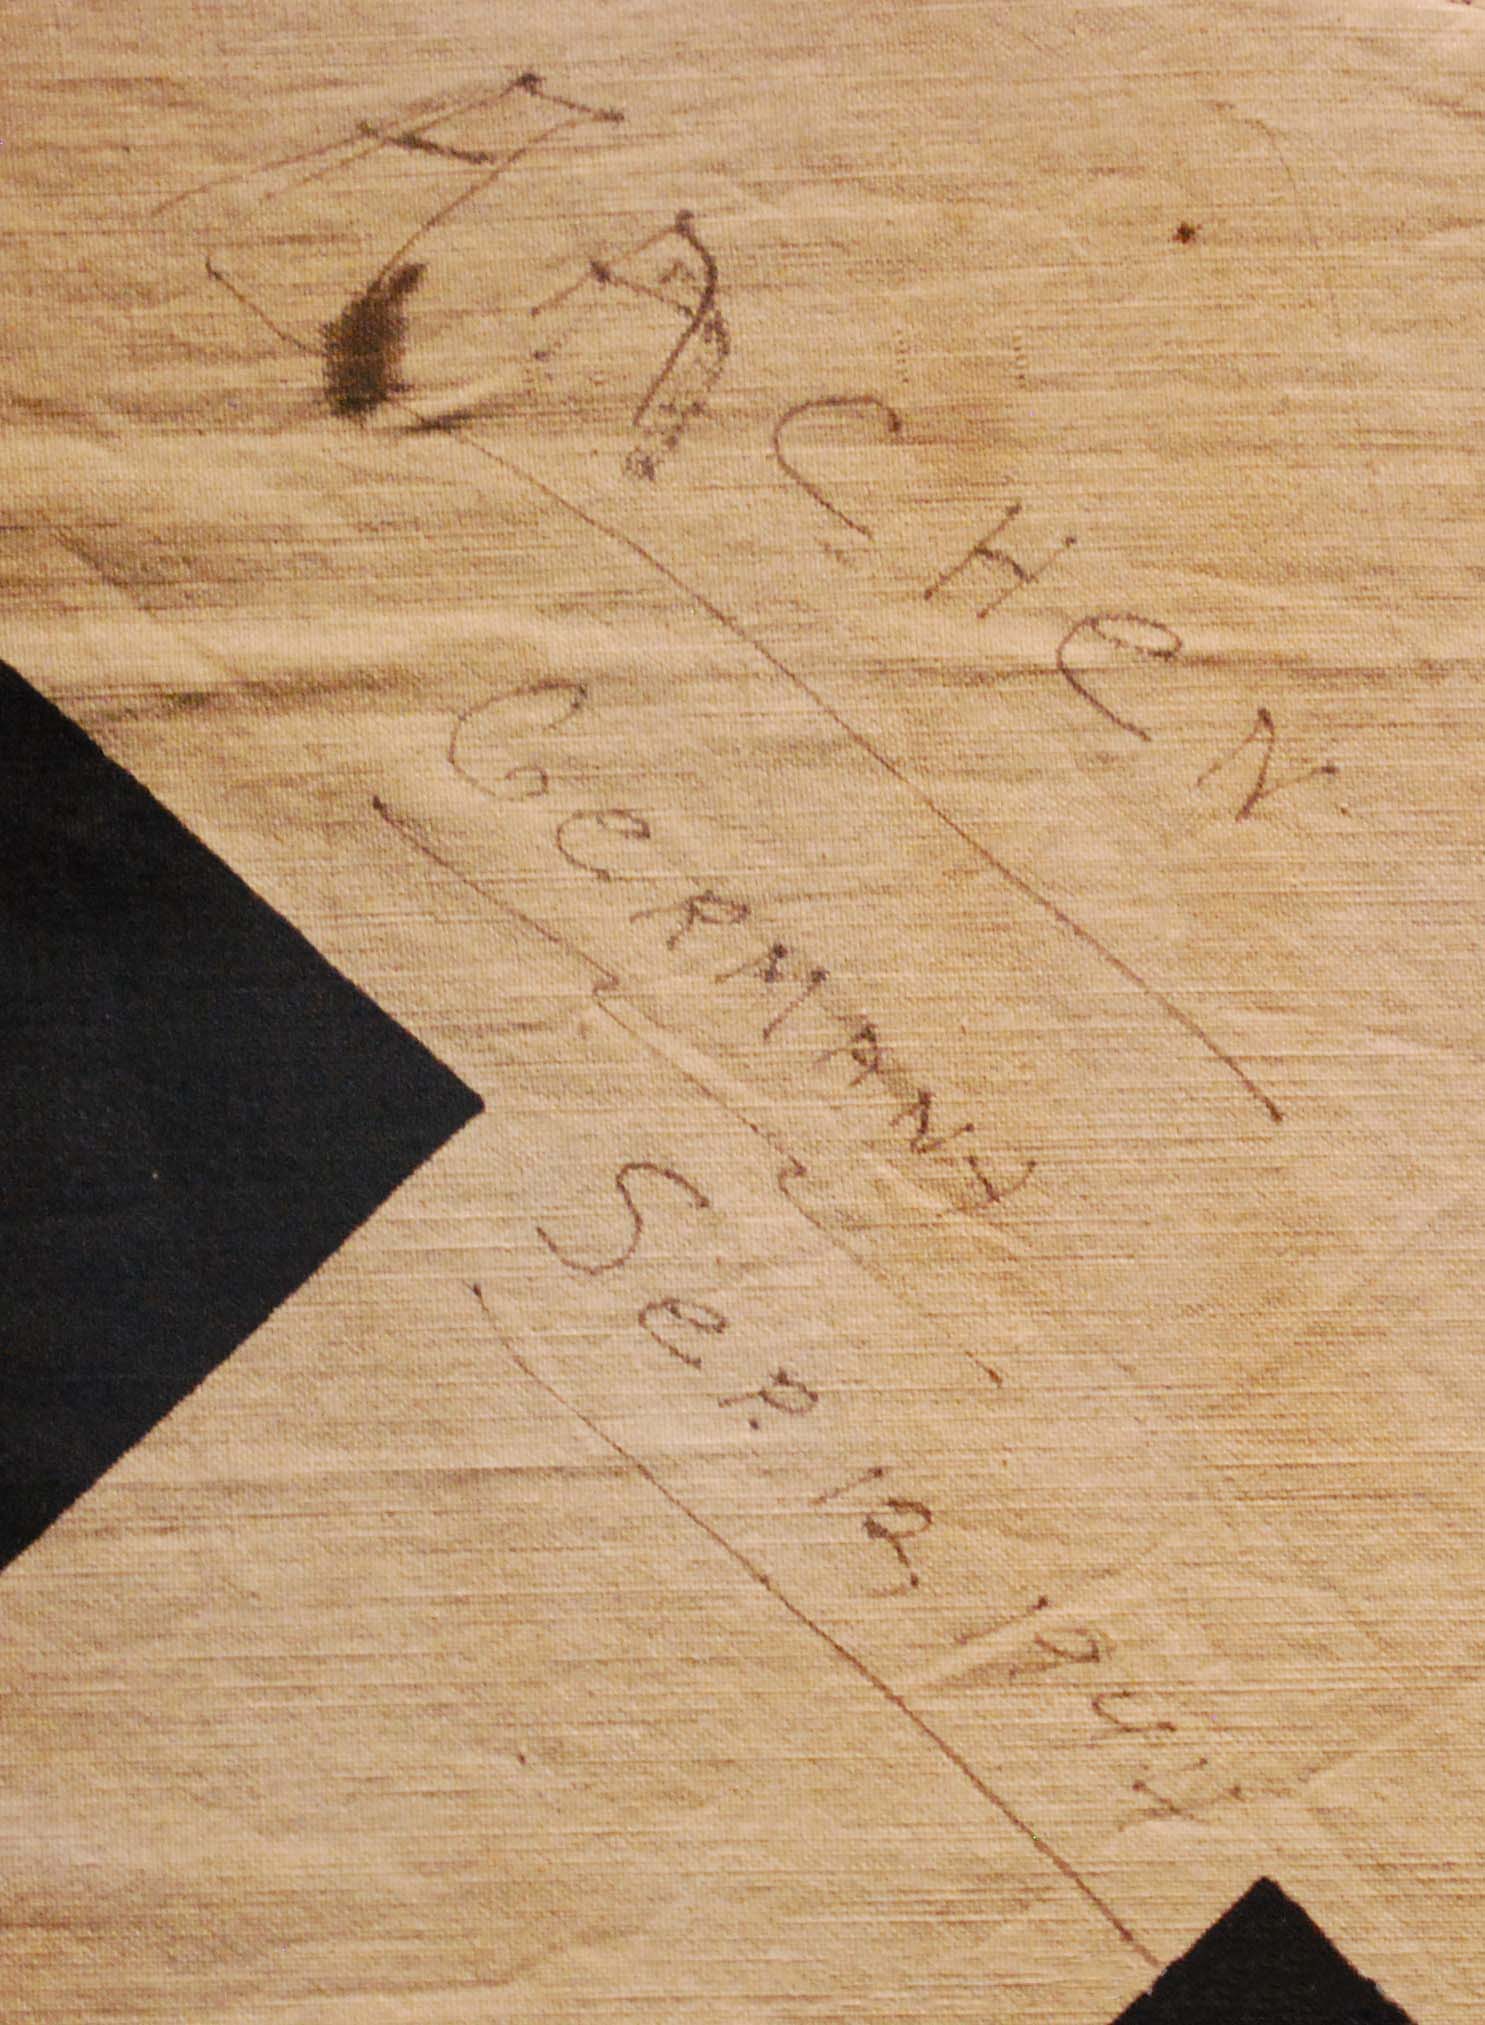 AACHEN
GERMANY
SEP. 12, 1944